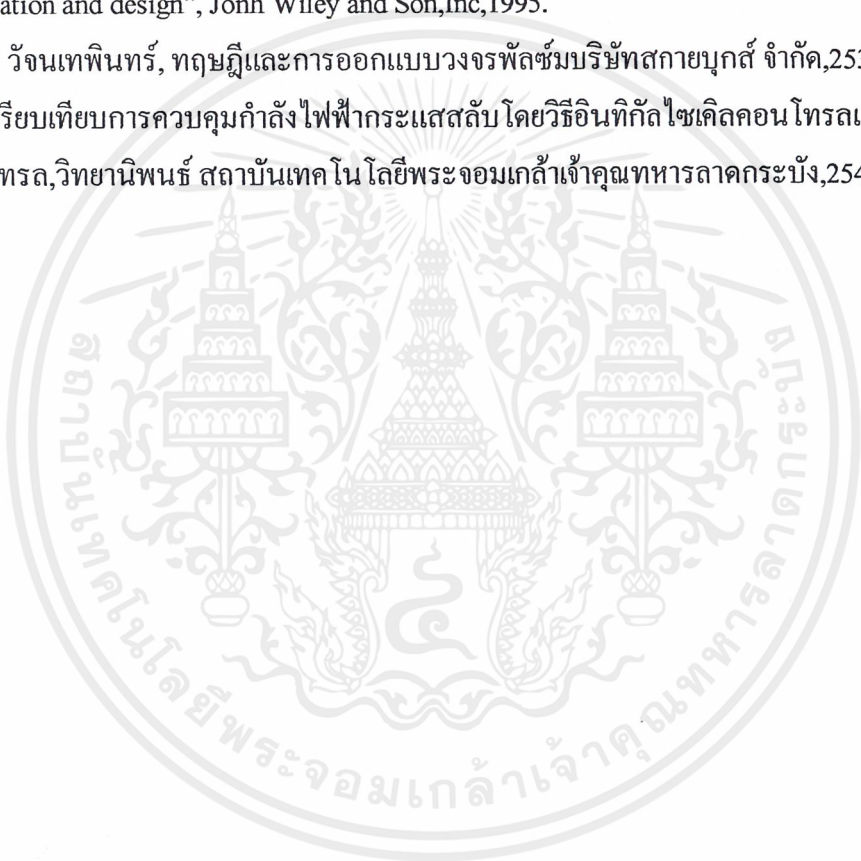 ation and design”, John Wiley and Son,Inc,1995.
วัจนเทพินทร์, ทฤษฎีและการออกแบบวงจรพัลซ์มบริษัทสกายบุกส์ จำกัด,253
รียบเทียบการควบคุมกำลังไฟฟ้ากระแสสลับโดยวิธีอินทิกัลไซเคิลคอนโทรลแ
ทรล,วิทยานิพนธ์ สถาบันเทคโนโลยีพระจอมเกล้าเจ้าคุณทหารลาดกระบัง,254
สถาบันเทคโนโลยีพระจอมเกล้าเจ้าคุณทหารลาดกระบัง